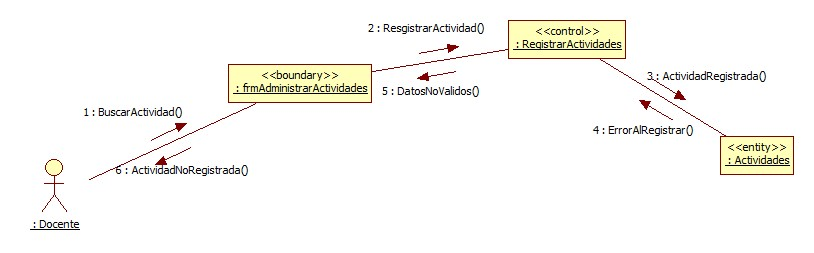 2 : ResgistrarActividad()
<<control>>
: RegistrarActividades
<<boundary>>
: frmAdministrarActividades
3 : ActividadRegistrada()
5 : DatosNoValidos()
1 : BuscarActividad()
4 : ErrorAlRegistrar()
<<entity>>
: Actividades
6 : ActividadNoRegistrada()
: Docente